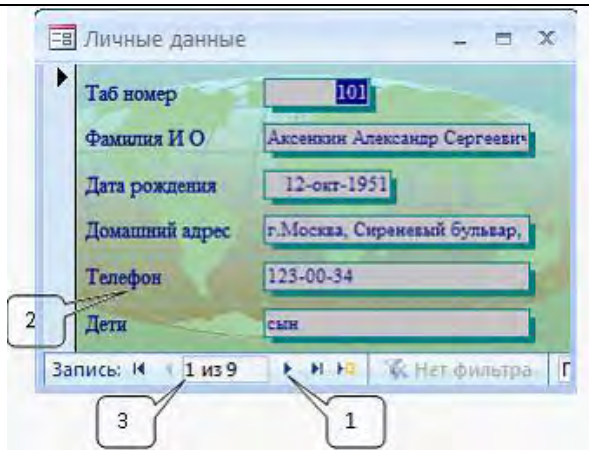 Личные данные
Таб номер 101
Фамилия И О Аксенкин Александр Сергеевич
Дата рождения 12-окт-1951
Домашний адрес г.Москва, Сиреневый бульвар,
Телефон 123-00-34
2
Дети сын
Запись: 1 из 9 Нет фильтра
3 1